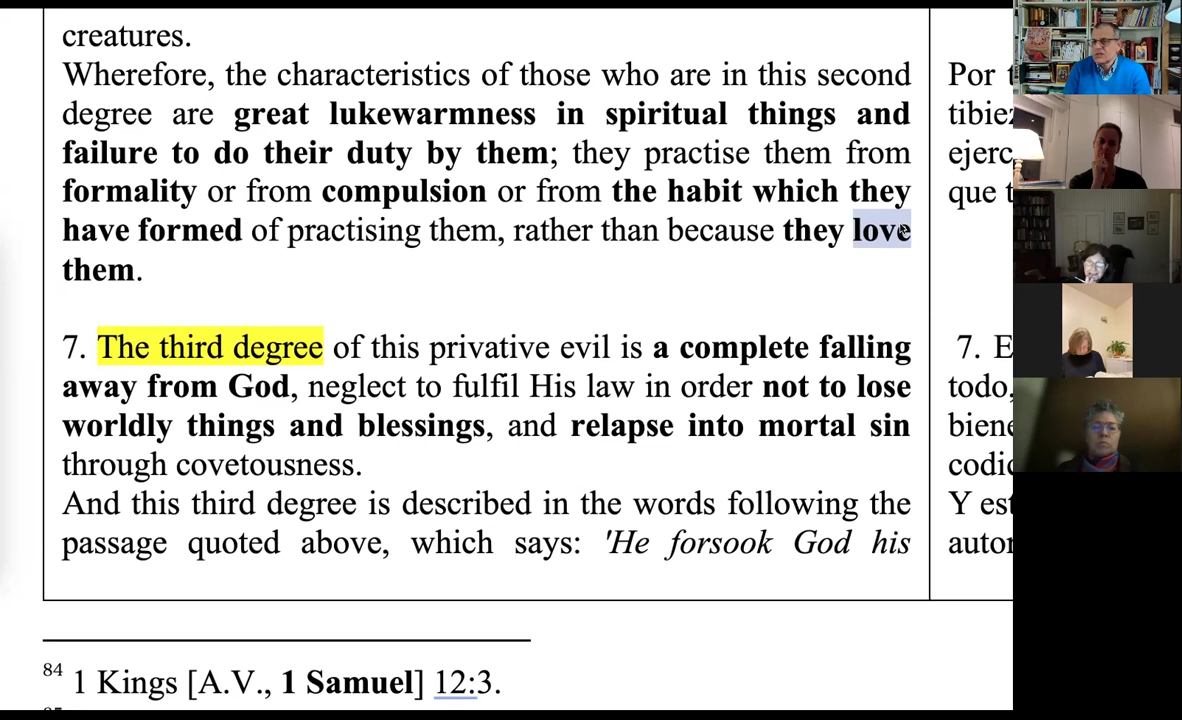 creatures.
Wherefore, the characteristics of those who are in this second
degree are great lukewarmness in spiritual things and
failure to do their duty by them; they practise them from
formality or from compulsion or from the habit which they
have formed of practising them, rather than because they love
them.
7. The third degree of this privative evil is a complete falling
away from God, neglect to fulfil His law in order not to lose
worldly things and blessings, and relapse into mortal sin
through covetousness.
And this third degree is described in the words following the
passage quoted above, which says: 'He forsook God his
Por
que
7. E
todo,
Y
84 1 Kings [A.V., 1 Samuel] 12:3.